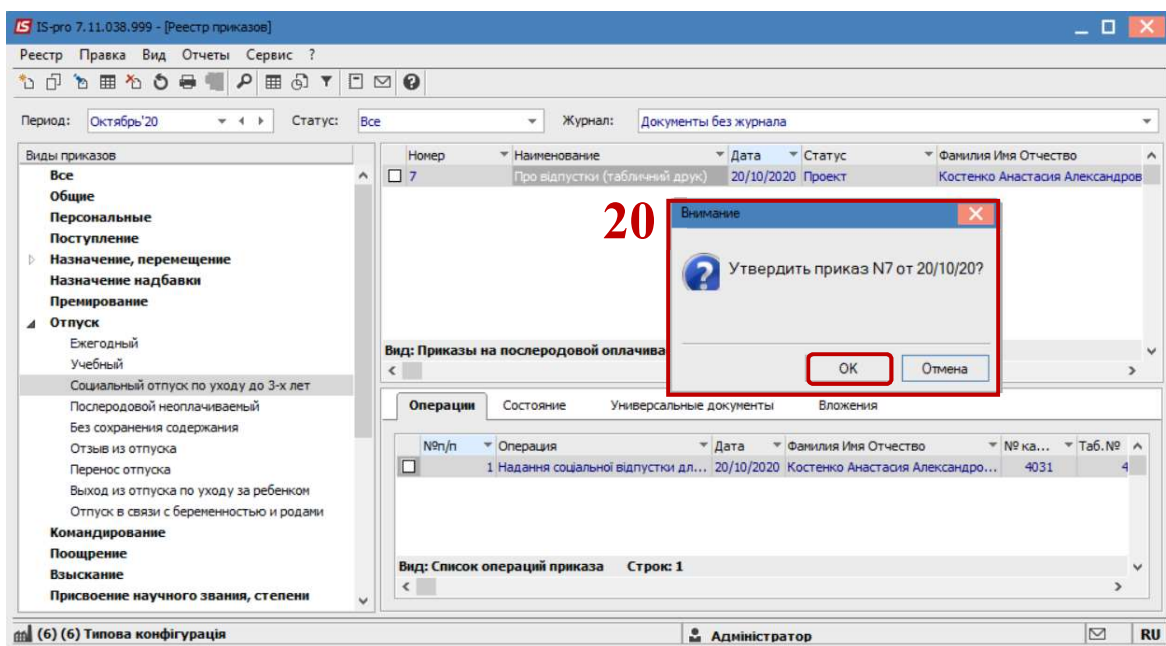 IS-pro 7.11.038.999 - [Реестр приказов]
Реестр Правка Вид Отчеты Сервис ?
Период: Октябрь'20 Статус: Все Журнал: Документы без журнала
Виды приказов
Все
Общие
Персональные
Поступление
Назначение, перемещение
Назначение надбавки
Премирование
Отпуск
Ежегодный
Учебный
Социальный отпуск по уходу до 3-х лет
Послеродовой неоплачиваемый
Без сохранения содержания
Отзыв из отпуска
Перенос отпуска
Выход из отпуска по уходу за ребенком
Отпуск в связи с беременностью и родами
Командирование
Поощрение
Взыскание
Присвоение научного звания, степени
Номер Наименование Дата Статус Фамилия Имя Отчество
7 Про відпустки (табличний друк) 20/10/2020 Проект Костенко Анастасия Александров
20
Внимание
Утвердить приказ N7 от 20/10/20?
OK Отмена
Вид: Приказы на послеродовой оплачива
Операции Состояние Универсальные документы Вложения
№п/п Операция Дата Фамилия Имя Отчество № ка... Таб.№
1 Надання соціальної відпустки дл... 20/10/2020 Костенко Анастасия Александро... 4031 4
Вид: Список операций приказа Строк: 1
(6) (6) Типова конфігурація Адміністратор RU